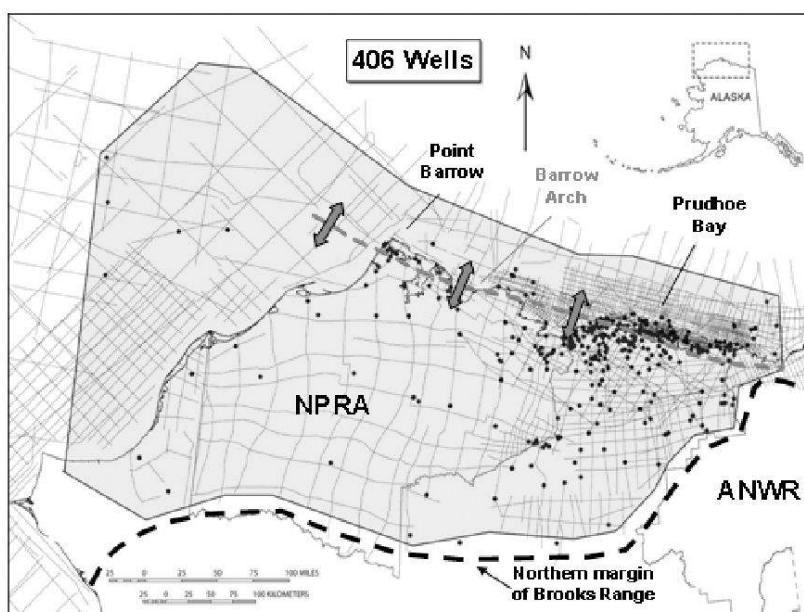 406 Wells
N
ALASKA
Point
Barrow
Barrow
Arch
Prudhoe
Bay
NPRA
ANWR
25 0 25 50 75 100 MILES
25 0 25 50 75 100 KILOMETERS
Northern margin
of Brooks Range